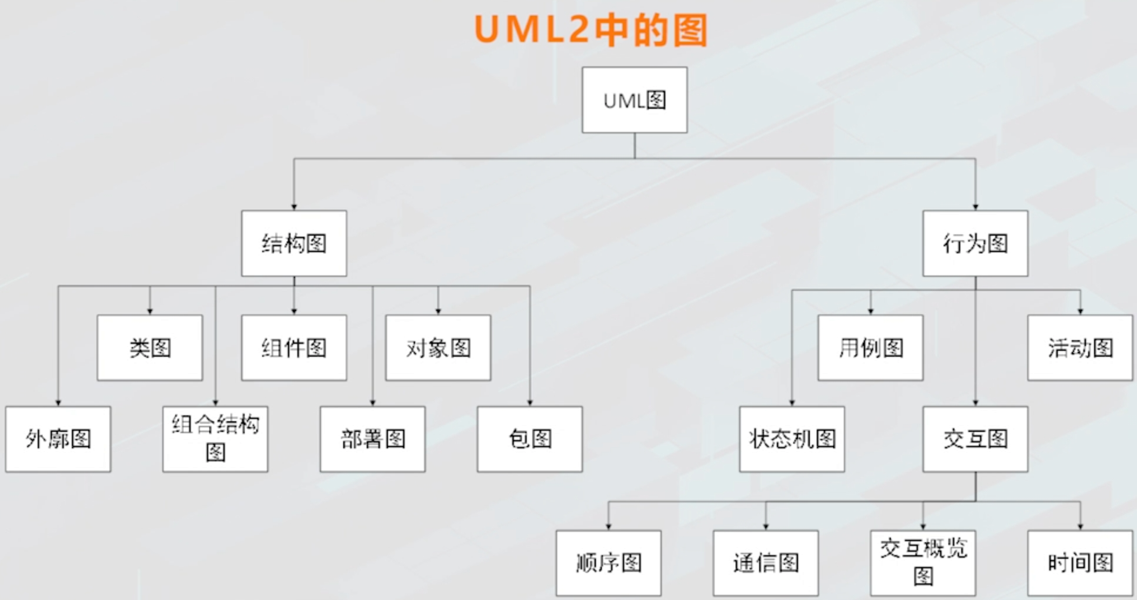 UML2中的图
UML图
结构图
行为图
类图
组件图
对象图
用例图
活动图
外廓图
组合结构
图
部署图
包图
状态机图
交互图
顺序图
通信图
交互概览
图
时间图